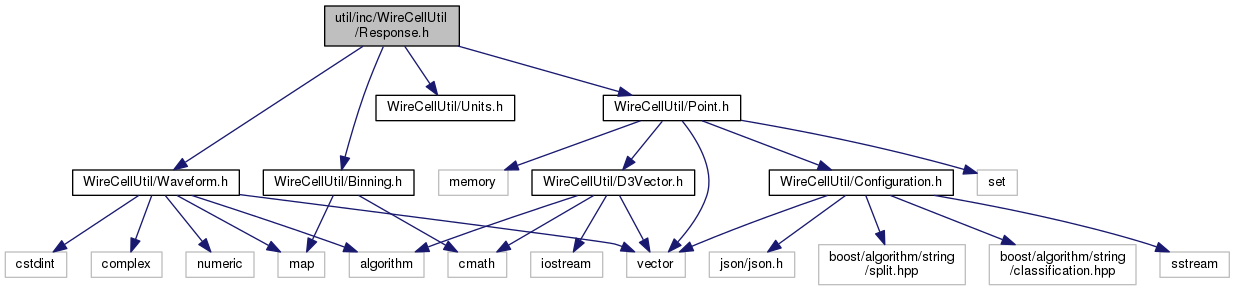 util/inc/WireCellUtil
/Response.h
WireCellUtil/Units.h
WireCellUtil/Point.h
WireCellUtil/Waveform.h
WireCellUtil/Binning.h
memory
WireCellUtil/D3Vector.h
WireCellUtil/Configuration.h
set
cstdint
complex
numeric
map
algorithm
cmath
iostream
vector
json/json.h
boost/algorithm/string
/split.hpp
boost/algorithm/string
/classification.hpp
sstream